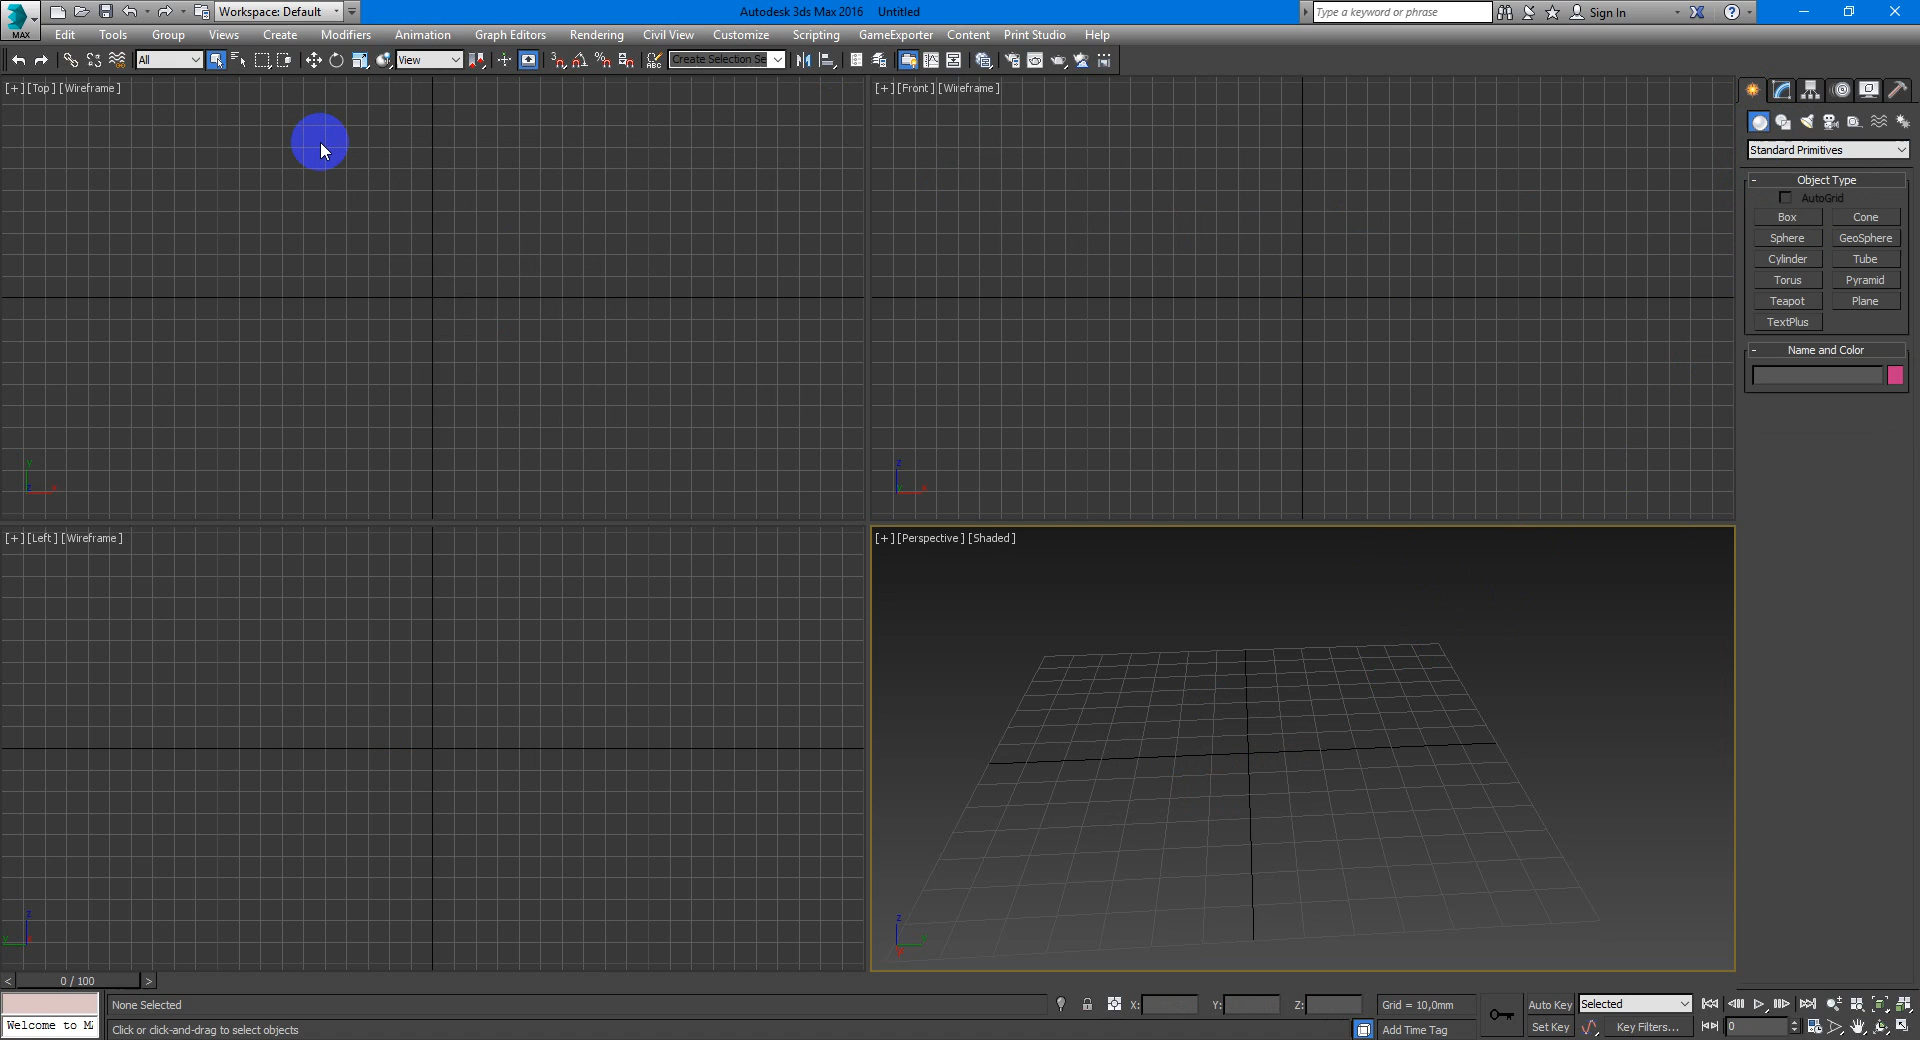 Workspace: Default
Autodesk 3ds Max 2016 Untitled
Type a keyword or phrase
Sign In
MAX
Edit Tools Group Views Create Modifiers Animation Graph Editors Rendering Civil View Customize Scripting GameExporter Content Print Studio Help
All
View
Create Selection Se
[+] [Top] [Wireframe]
[+] [Front] [Wireframe]
Standard Primitives
- Object Type
AutoGrid
Box Cone
Sphere GeoSphere
Cylinder Tube
Torus Pyramid
Teapot Plane
TextPlus
- Name and Color
[+] [Left] [Wireframe]
[+] [Perspective] [Shaded]
< 0 / 100 >
None Selected
X: Y: Z:
Grid = 10,0mm
Auto Key
Selected
Welcome to M
Click or click-and-drag to select objects
Add Time Tag
Set Key
Key Filters...
0